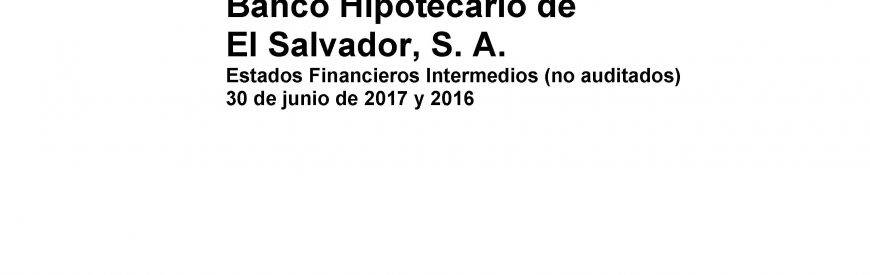 Banco Hipotecario de
El Salvador, S. A.
Estados Financieros Intermedios (no auditados)
30 de junio de 2017 y 2016